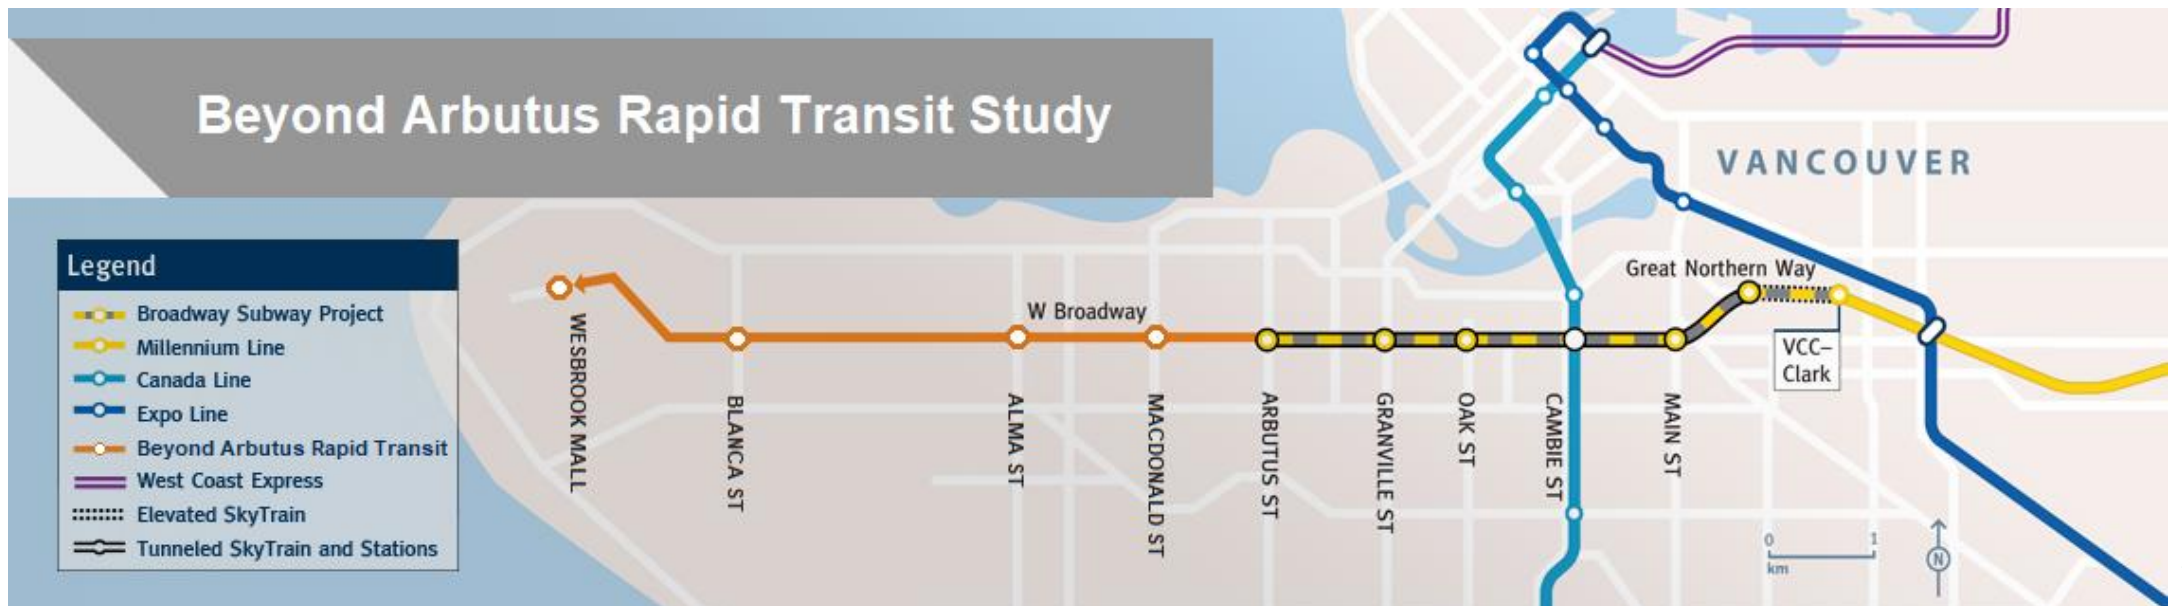 Beyond Arbutus Rapid Transit Study
VANCOUVER
Legend
Broadway Subway Project
Millennium Line
Canada Line
Expo Line
Beyond Arbutus Rapid Transit
West Coast Express
Elevated SkyTrain
Tunneled SkyTrain and Stations
Great Northern Way
W Broadway
VCC–
Clark
WESBROOK MALL
BLANCA ST
ALMA ST
MACDONALD ST
ARBUTUS ST
GRANVILLE ST
OAK ST
CAMBIE ST
MAIN ST
0 1
km
N